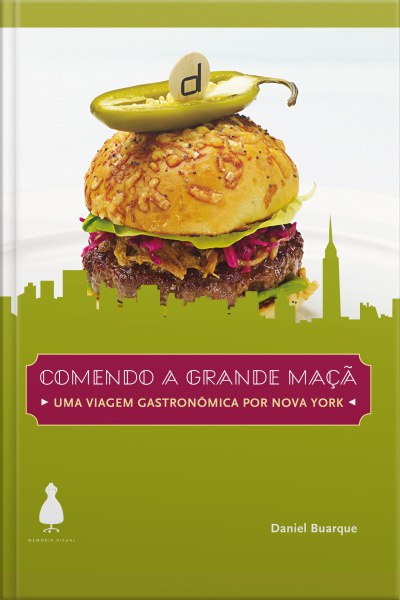 d
COMENDO A GRANDE MAÇÃ
UMA VIAGEM GASTRONÔMICA POR NOVA YORK
Daniel Buarque
MEMÓRIA VISUAL